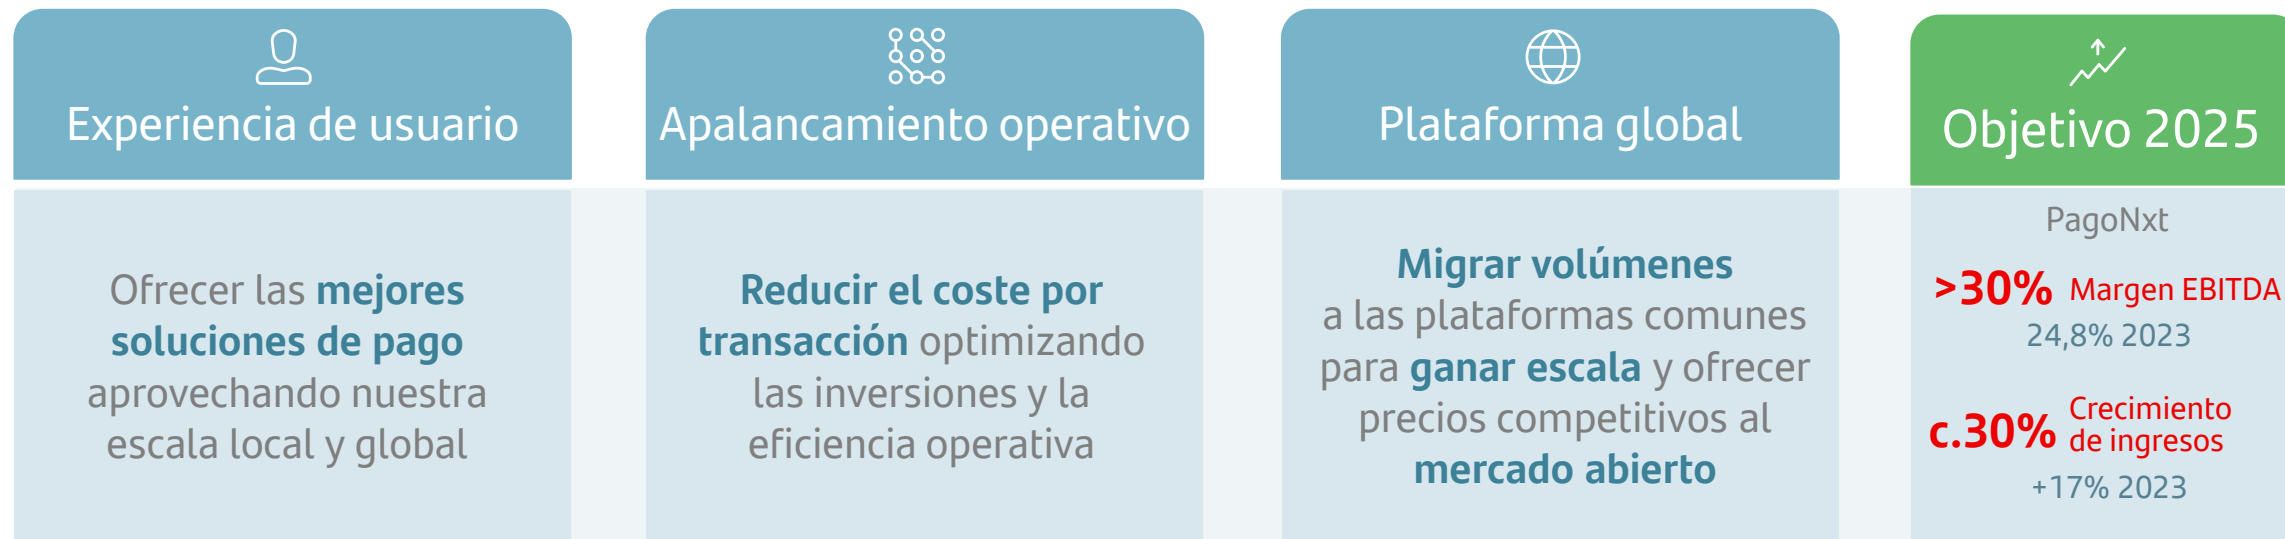 Experiencia de usuario
Ofrecer las mejores
soluciones de pago
aprovechando nuestra
escala local y global
Apalancamiento operativo
Reducir el coste por
transacción optimizando
las inversiones y la
eficiencia operativa
Plataforma global
Migrar volúmenes
a las plataformas comunes
para ganar escala y ofrecer
precios competitivos al
mercado abierto
Objetivo 2025
PagoNxt
>30% Margen EBITDA
24,8% 2023
c.30% Crecimiento
de ingresos
+17% 2023